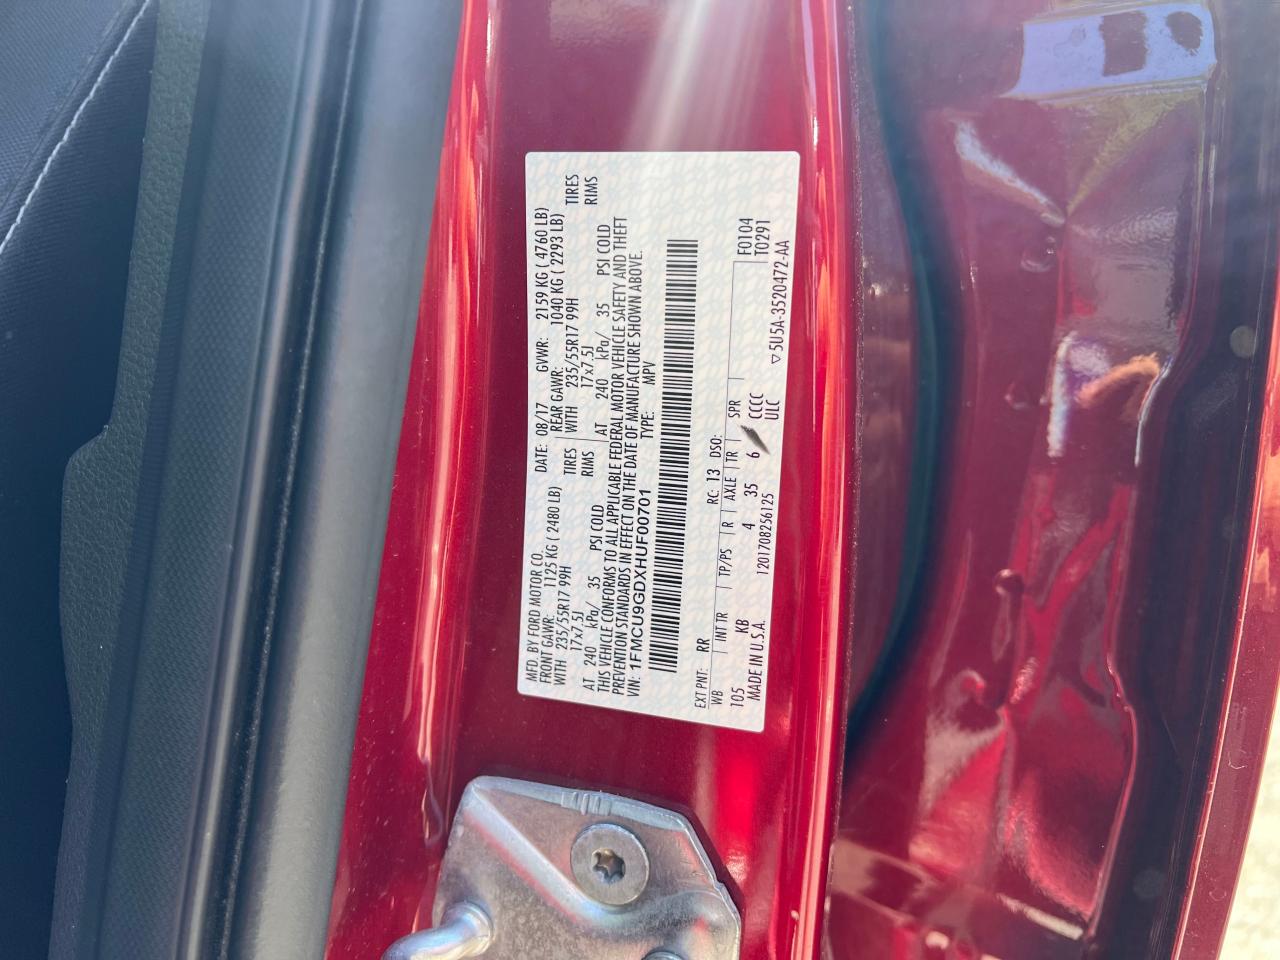 MFD. BY FORD MOTOR CO.
DATE: 08/17 GVWR: 2159 KG ( 4760 LB)
FRONT GAWR: 1125 KG ( 2480 LB)
REAR GAWR: 1040 KG ( 2293 LB)
WITH 235/55R17 99H TIRES
WITH 235/55R17 99H TIRES
17x7.5J RIMS
17x7.5J RIMS
AT 240 kPa/ 35 PSI COLD
AT 240 kPa/ 35 PSI COLD
THIS VEHICLE CONFORMS TO ALL APPLICABLE FEDERAL MOTOR VEHICLE SAFETY AND THEFT
PREVENTION STANDARDS IN EFFECT ON THE DATE OF MANUFACTURE SHOWN ABOVE.
VIN: 1FMCU9GDXHUF00701
TYPE: MPV
EXT PNT: RR RC: 13 DSO:
WB INT TR TP/PS R AXLE TR SPR
F0104
T0291
105 KB 4 35 6 CCCC
ULC
MADE IN U.S.A. 1201708256125
▽5U5A-3520472-AA